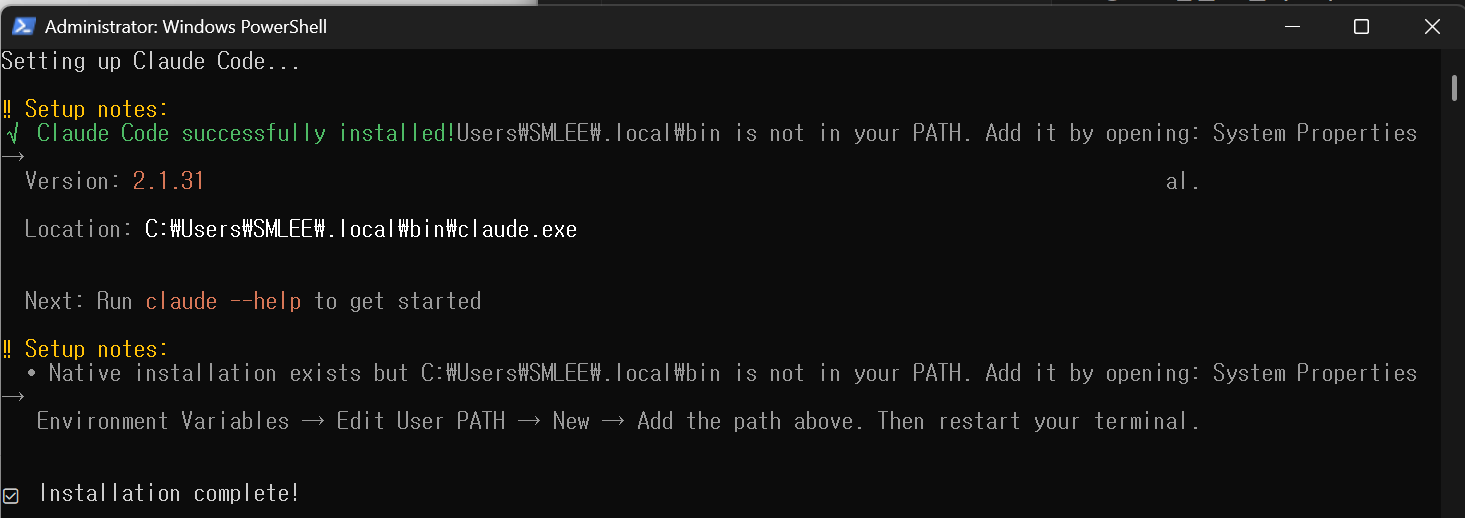 Administrator: Windows PowerShell
Setting up Claude Code...
‼ Setup notes:
√ Claude Code successfully installed!Users₩SMLEE₩.local₩bin is not in your PATH. Add it by opening: System Properties
→
Version: 2.1.31 al.
Location: C:₩Users₩SMLEE₩.local₩bin₩claude.exe
Next: Run claude --help to get started
‼ Setup notes:
• Native installation exists but C:₩Users₩SMLEE₩.local₩bin is not in your PATH. Add it by opening: System Properties
→
Environment Variables → Edit User PATH → New → Add the path above. Then restart your terminal.
☑ Installation complete!